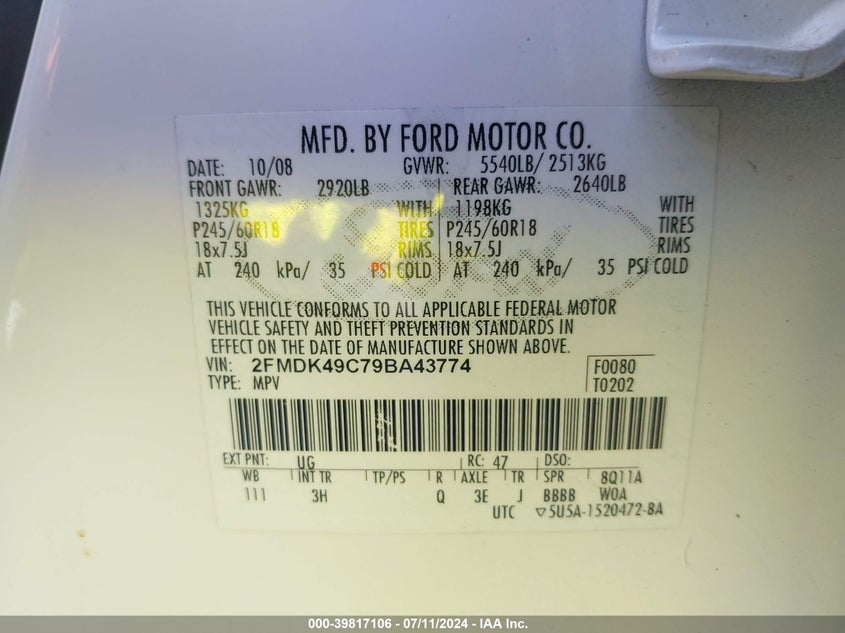 MFD. BY FORD MOTOR CO.
DATE: 10/08 GVWR: 5540LB/ 2513KG
FRONT GAWR: 2920LB REAR GAWR: 2640LB
1325KG WITH 1198KG WITH
P245/60R18 TIRES P245/60R18 TIRES
18x7.5J RIMS 18x7.5J RIMS
AT 240 kPa/ 35 PSI COLD AT 240 kPa/ 35 PSI COLD
THIS VEHICLE CONFORMS TO ALL APPLICABLE FEDERAL MOTOR
VEHICLE SAFETY AND THEFT PREVENTION STANDARDS IN
EFFECT ON THE DATE OF MANUFACTURE SHOWN ABOVE.
VIN: 2FMDK49C79BA43774 F0080
TYPE: MPV T0202
EXT PNT: UG RC: 47 DSO:
WB INT TR TP/PS R AXLE TR SPR 8Q11A
111 3H Q 3E J BBBB WOA
UTC ▽5U5A-1520472-BA
000-39817106 - 07/11/2024 - IAA Inc.